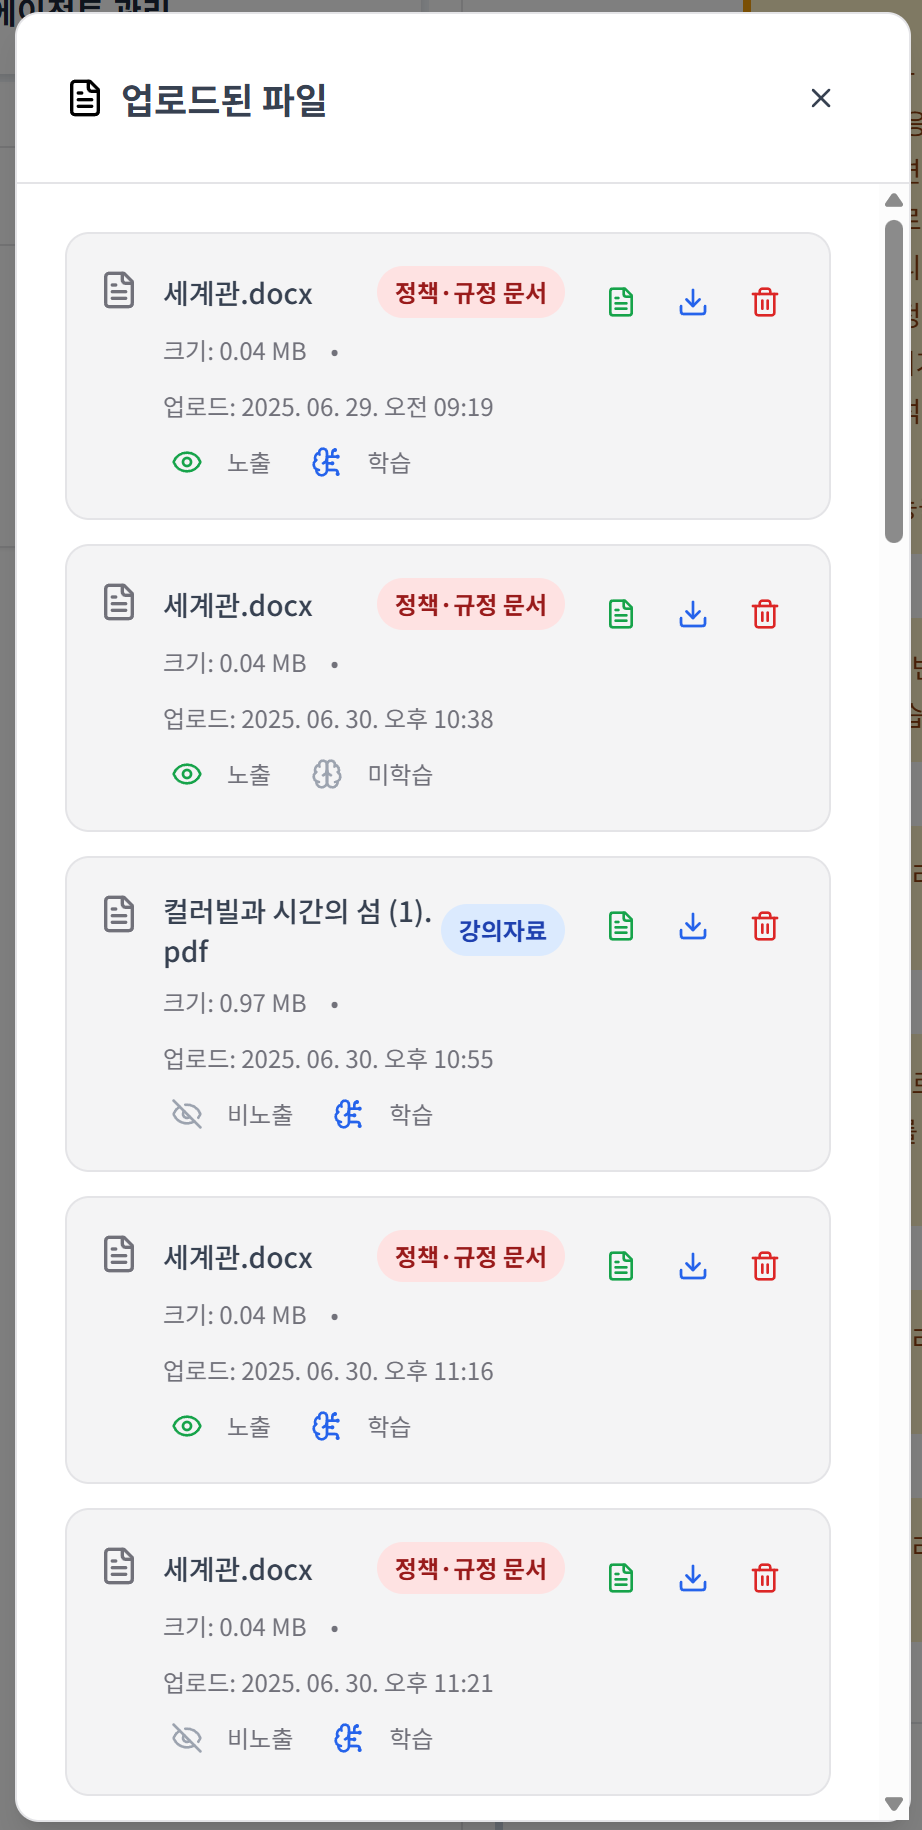 업로드된 파일
세계관.docx 정책·규정 문서
크기: 0.04 MB •
업로드: 2025. 06. 29. 오전 09:19
노출 학습
세계관.docx 정책·규정 문서
크기: 0.04 MB •
업로드: 2025. 06. 30. 오후 10:38
노출 미학습
컬러빌과 시간의 섬 (1).
pdf 강의자료
크기: 0.97 MB •
업로드: 2025. 06. 30. 오후 10:55
비노출 학습
세계관.docx 정책·규정 문서
크기: 0.04 MB •
업로드: 2025. 06. 30. 오후 11:16
노출 학습
세계관.docx 정책·규정 문서
크기: 0.04 MB •
업로드: 2025. 06. 30. 오후 11:21
비노출 학습